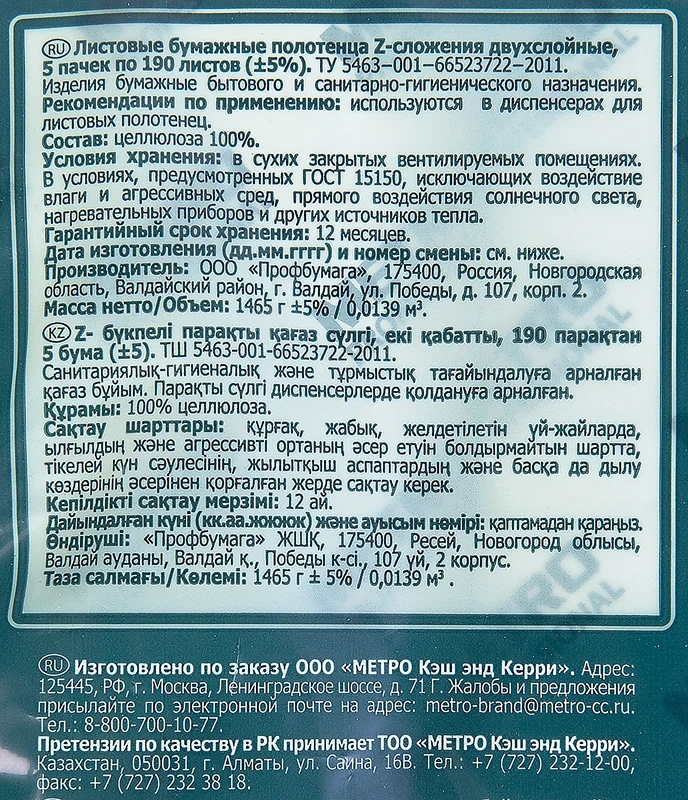 RU Листовые бумажные полотенца Z-сложения двухслойные,
5 пачек по 190 листов (±5%). ТУ 5463–001–66523722–2011.
Изделия бумажные бытового и санитарно-гигиенического назначения.
Рекомендации по применению: используются в диспенсерах для
листовых полотенец.
Состав: целлюлоза 100%.
Условия хранения: в сухих закрытых вентилируемых помещениях.
В условиях, предусмотренных ГОСТ 15150, исключающих воздействие
влаги и агрессивных сред, прямого воздействия солнечного света,
нагревательных приборов и других источников тепла.
Гарантийный срок хранения: 12 месяцев.
Дата изготовления (дд.мм.гггг) и номер смены: см. ниже.
Производитель: ООО «Профбумага», 175400, Россия, Новгородская
область, Валдайский район, г. Валдай, ул. Победы, д. 107, корп. 2.
Масса нетто/Объем: 1465 г ±5% / 0,0139 м³.
KZ Z- бүкпелі парақты қағаз сүлгі, екі қабатты, 190 парақтан
5 бума (±5). ТШ 5463-001-66523722-2011.
Санитариялық-гигиеналық және тұрмыстық тағайындалуға арналған
қағаз бұйым. Парақты сүлгі диспенсерлерде қолдануға арналған.
Құрамы: 100% целлюлоза.
Сақтау шарттары: құрғақ, жабық, желдетілетін үй-жайларда,
ылғылдың және агрессивті ортаның әсер етуін болдырмайтын шартта,
тікелей күн сәулесінің, жылытқыш аспаптардың және басқа да дылу
көздерінің әсерінен қорғалған жерде сақтау керек.
Кепілдікті сақтау мерзімі: 12 ай.
Дайындалған күні (кк.аа.жжжж) және ауысым нөмірі: қаптамадан қараңыз.
Өндіруші: «Профбумага» ЖШҚ, 175400, Ресей, Новгород облысы,
Валдай ауданы, Валдай қ., Победы к-сі., 107 үй, 2 корпус.
Таза салмағы/Көлемі: 1465 г ± 5% / 0,0139 м³ .
RU Изготовлено по заказу ООО «МЕТРО Кэш энд Керри». Адрес:
125445, РФ, г. Москва, Ленинградское шоссе, д. 71 Г. Жалобы и предложения
присылайте по электронной почте на адрес: metro-brand@metro-cc.ru.
Тел.: 8-800-700-10-77.
Претензии по качеству в РК принимает ТОО «МЕТРО Кэш энд Керри».
Казахстан, 050031, г. Алматы, ул. Саина, 16В. Тел.: +7 (727) 232-12-00,
факс: +7 (727) 232 38 18.